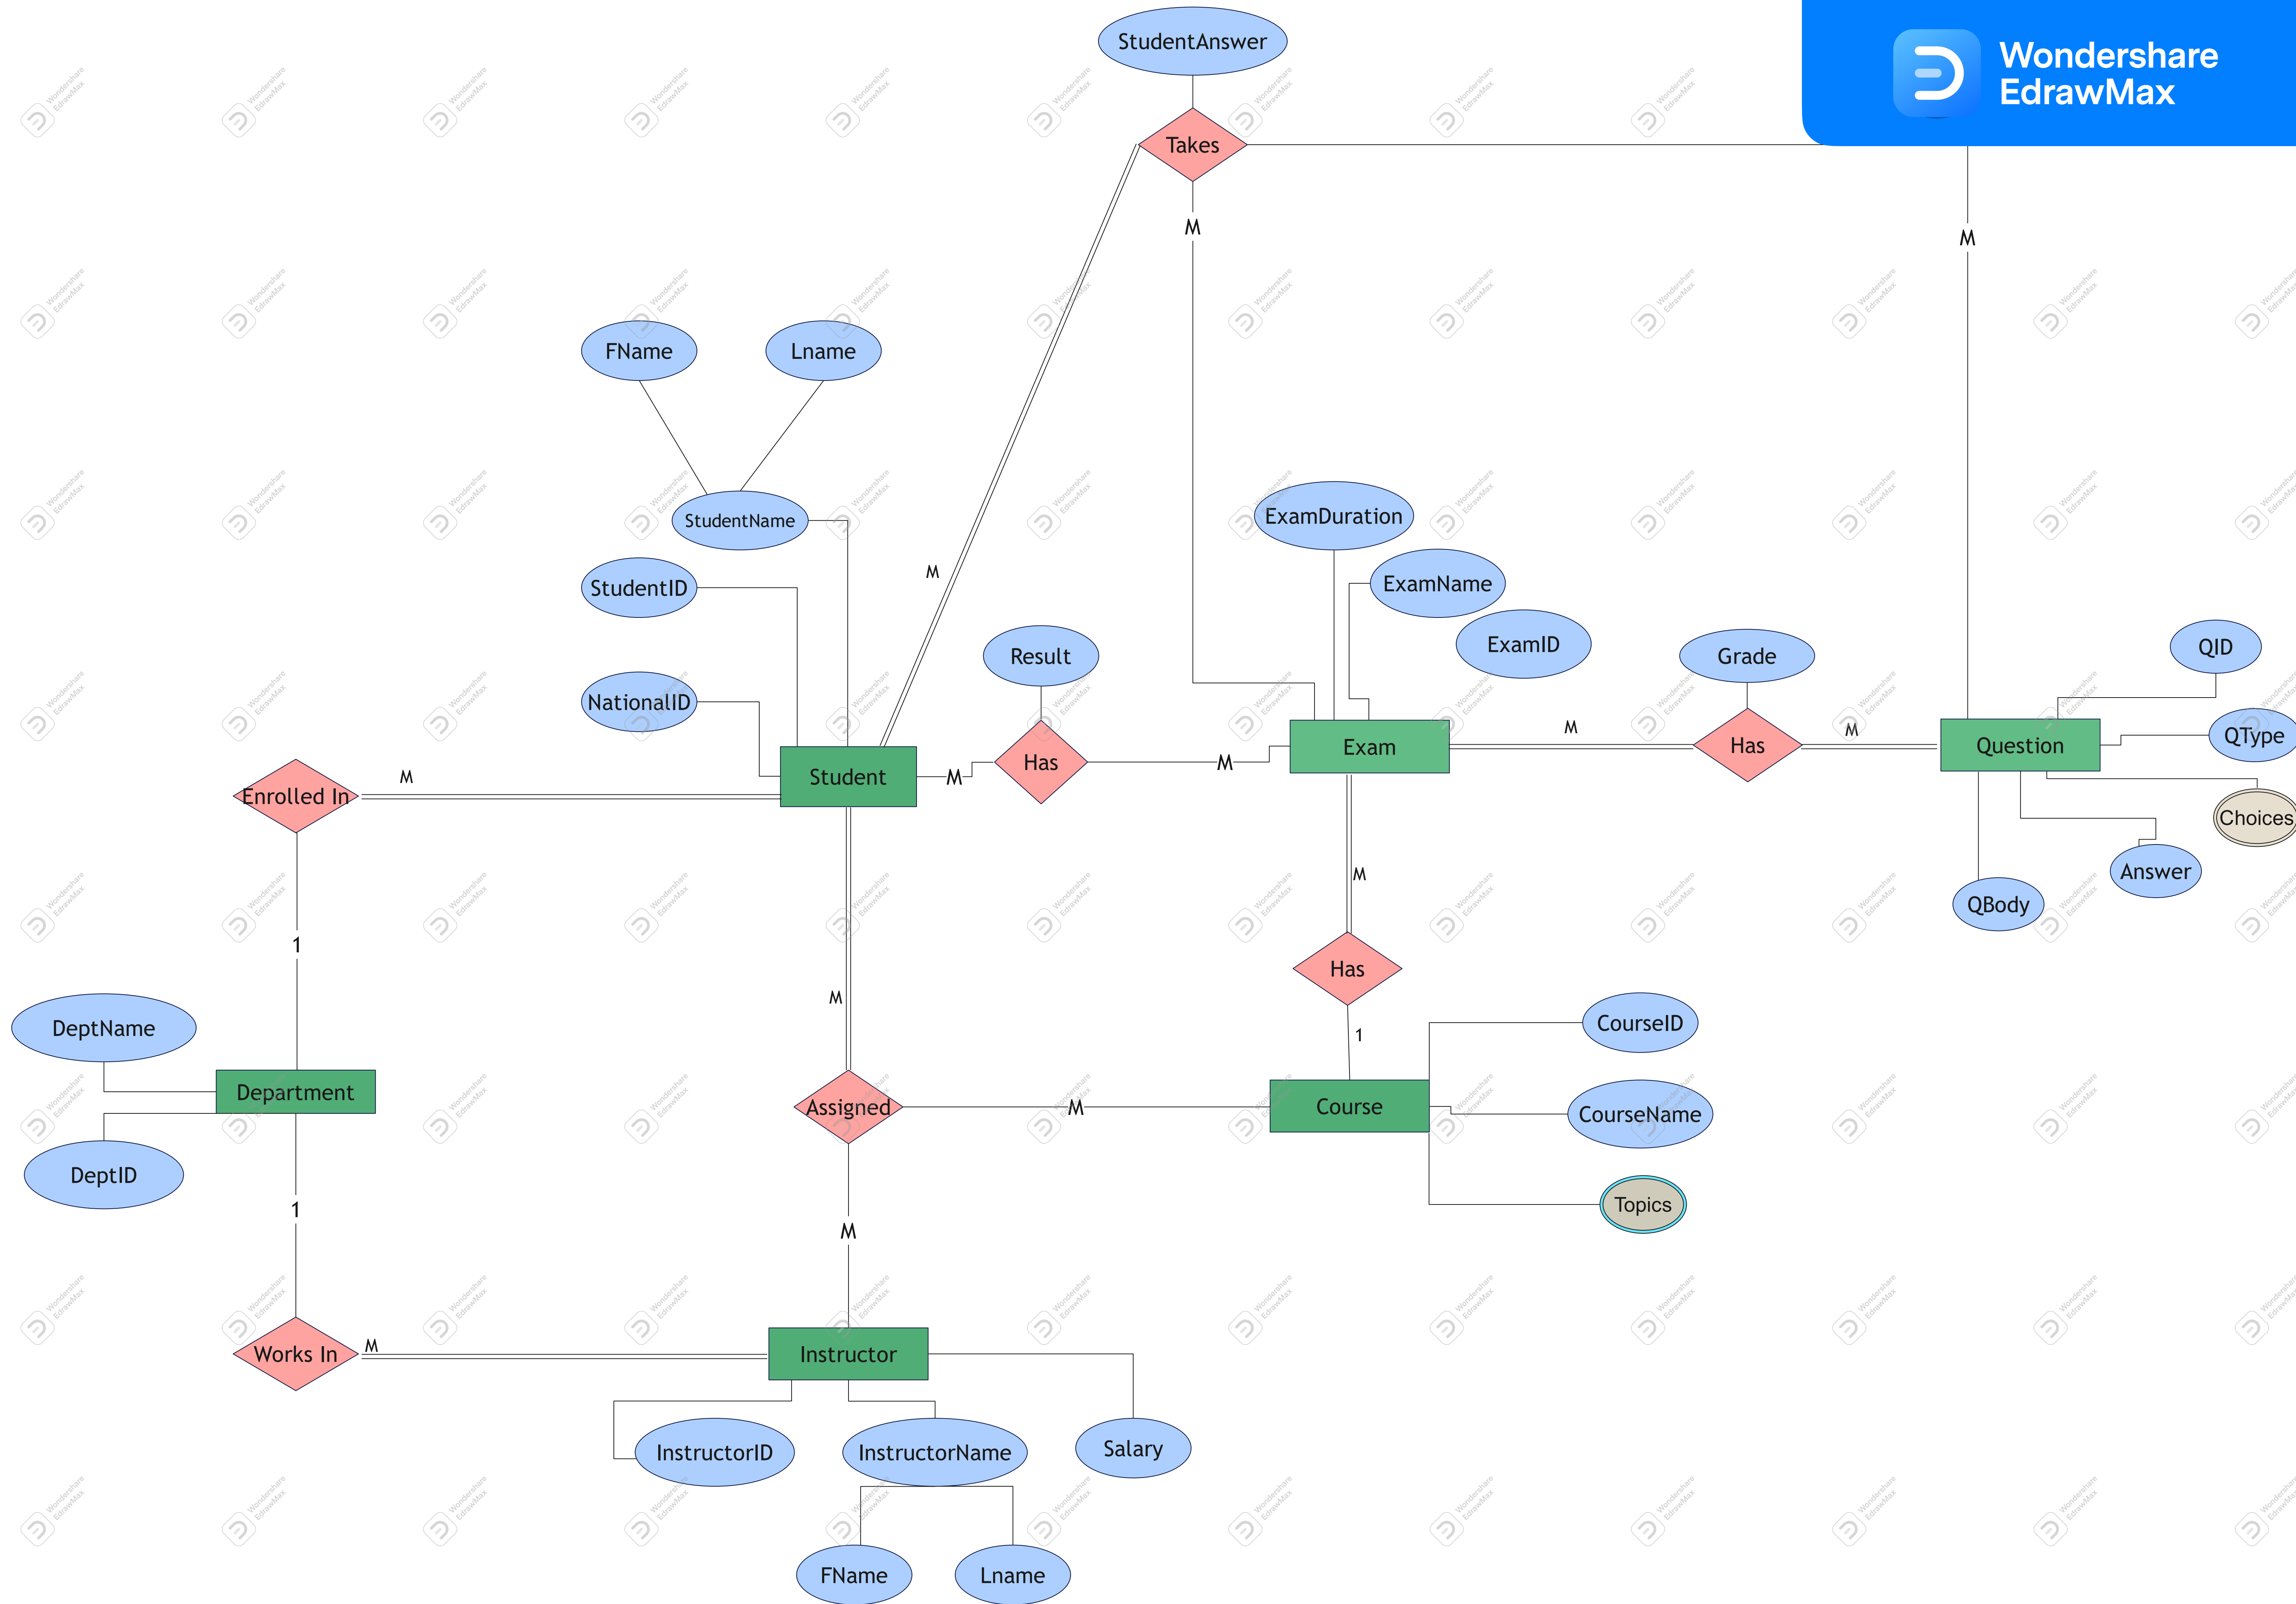 StudentAnswer
Wondershare
EdrawMax
Takes
M
M
FName
Lname
StudentName
ExamDuration
M
StudentID
ExamName
ExamID
QID
Result
Grade
NationalID
QType
M
M
Student
M
Has
M
Exam
Has
Question
Enrolled In
M
Choices
Answer
M
QBody
1
Has
M
DeptName
CourseID
1
Department
Assigned
M
Course
CourseName
DeptID
Topics
1
M
Works In
M
Instructor
InstructorID
InstructorName
Salary
FName
Lname
Wondershare
EdrawMax